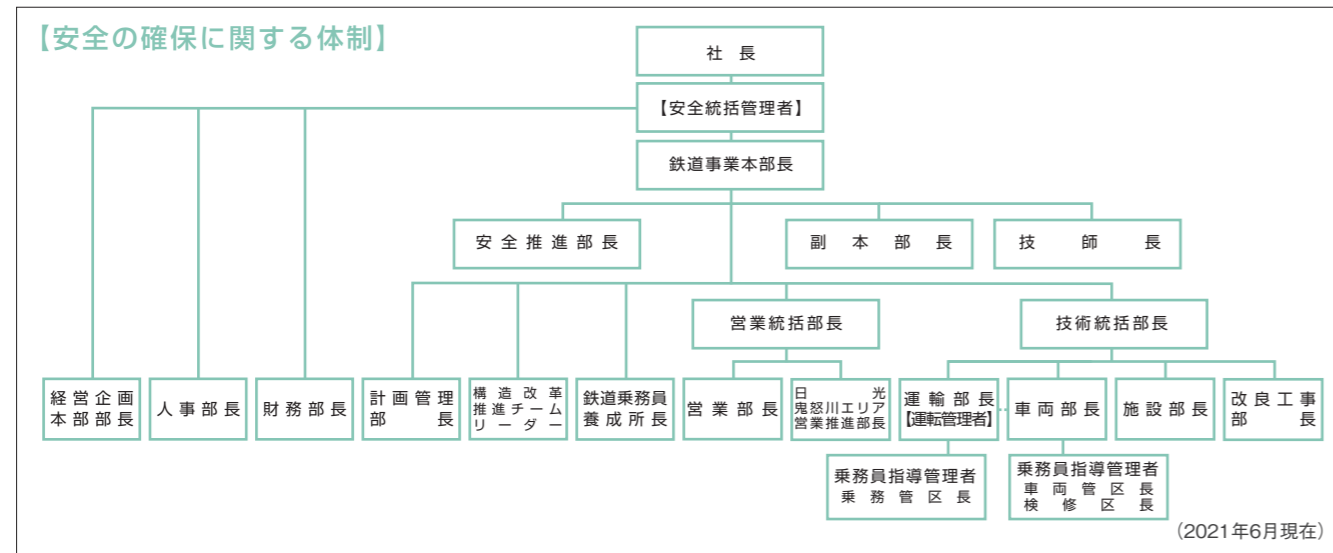 【安全の確保に関する体制】
社長
【安全統括管理者】
鉄道事業本部長
安全推進部長
副本部長
技師長
営業統括部長
技術統括部長
経営企画
本部部長
人事部長
財務部長
計画管理
部長
構造改革
推進チーム
リーダー
鉄道乗務員
養成所長
営業部長
日光
鬼怒川エリア
営業推進部長
運輸部長
【運転管理者】
車両部長
施設部長
改良工事
部長
乗務員指導管理者
乗務管区長
乗務員指導管理者
車両管区長
検修区長
(2021年6月現在)